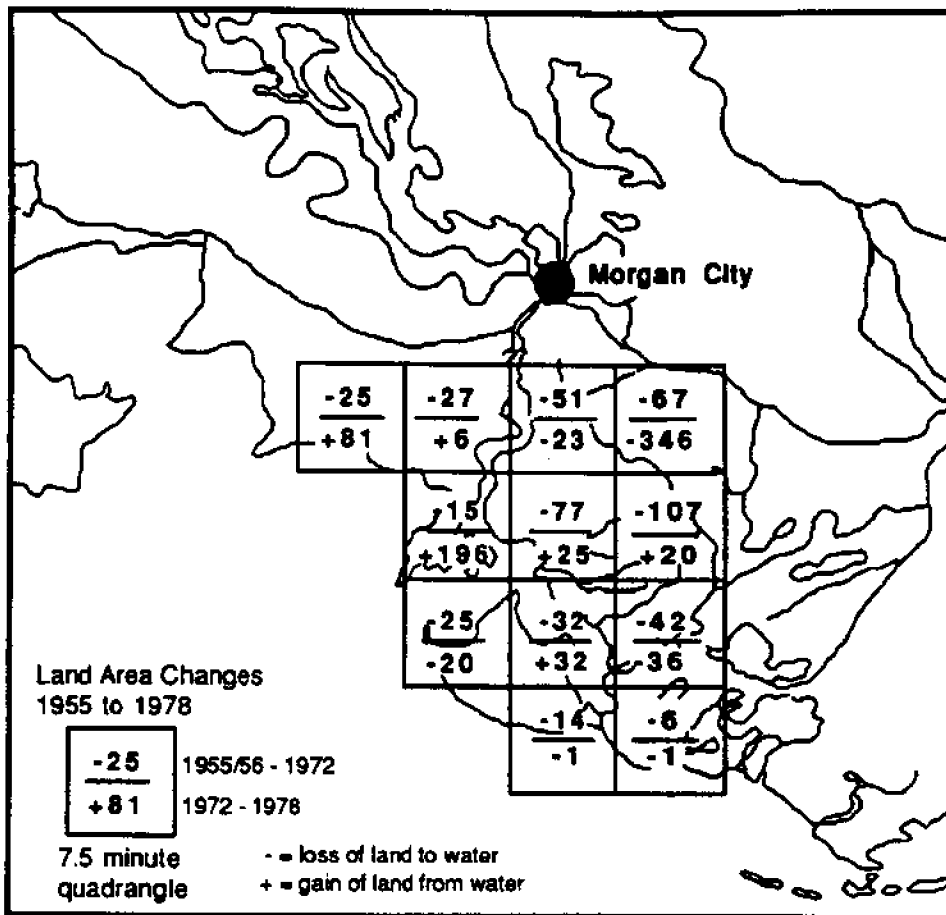 Morgan City
-25 -27 -51 -67
+81 +6 -23 -346
-15 -77 -107
+196 +25 +20
-25 -32 -42
-20 +32 -36
-14 -6
-1 -1
Land Area Changes
1955 to 1978
-25 1955/56 - 1972
+81 1972 - 1978
7.5 minute
quadrangle
- = loss of land to water
+ = gain of land from water